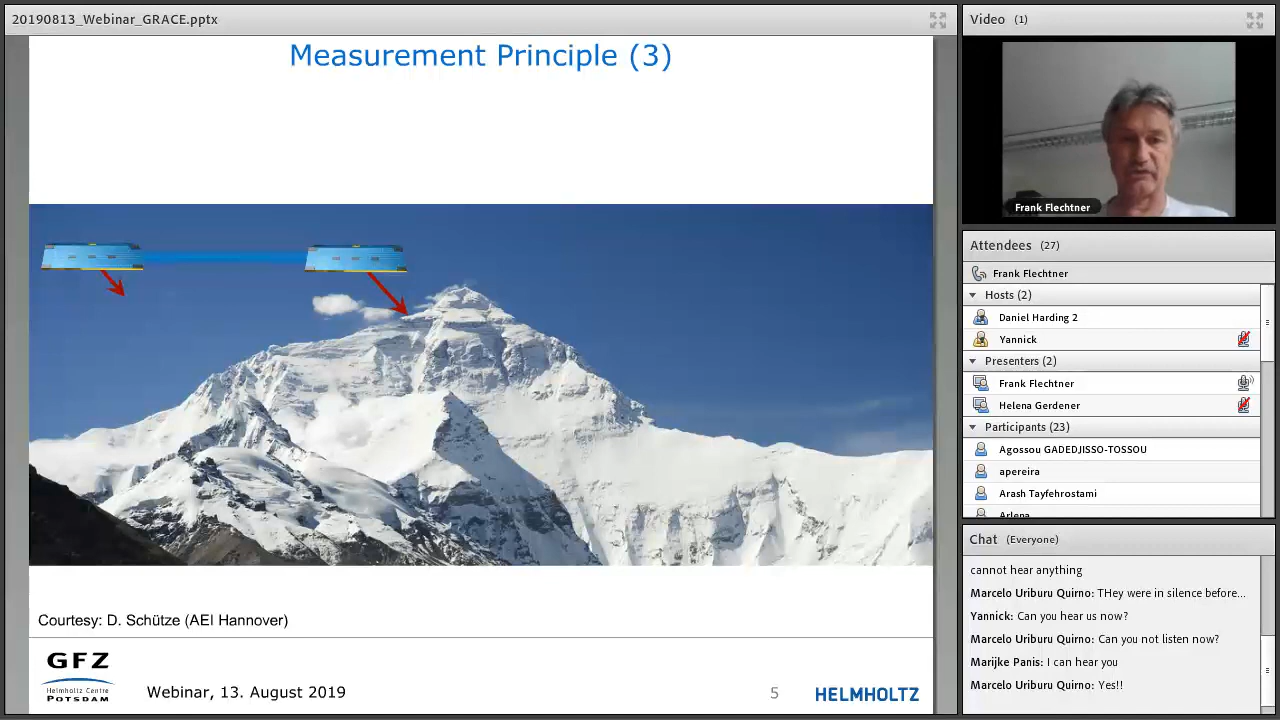 20190813_Webinar_GRACE.pptx
Measurement Principle (3)
Courtesy: D. Schütze (AEI Hannover)
GFZ
Helmholtz Centre
POTSDAM
Webinar, 13. August 2019
5
HELMHOLTZ
Video (1)
Frank Flechtner
Attendees (27)
Frank Flechtner
Hosts (2)
Daniel Harding 2
Yannick
Presenters (2)
Frank Flechtner
Helena Gerdener
Participants (23)
Agossou GADEDJISSO-TOSSOU
apereira
Arash Tayfehrostami
Arlena
Chat (Everyone)
cannot hear anything
Marcelo Uriburu Quirno: THey were in silence before...
Yannick: Can you hear us now?
Marcelo Uriburu Quirno: Can you not listen now?
Marijke Panis: I can hear you
Marcelo Uriburu Quirno: Yes!!